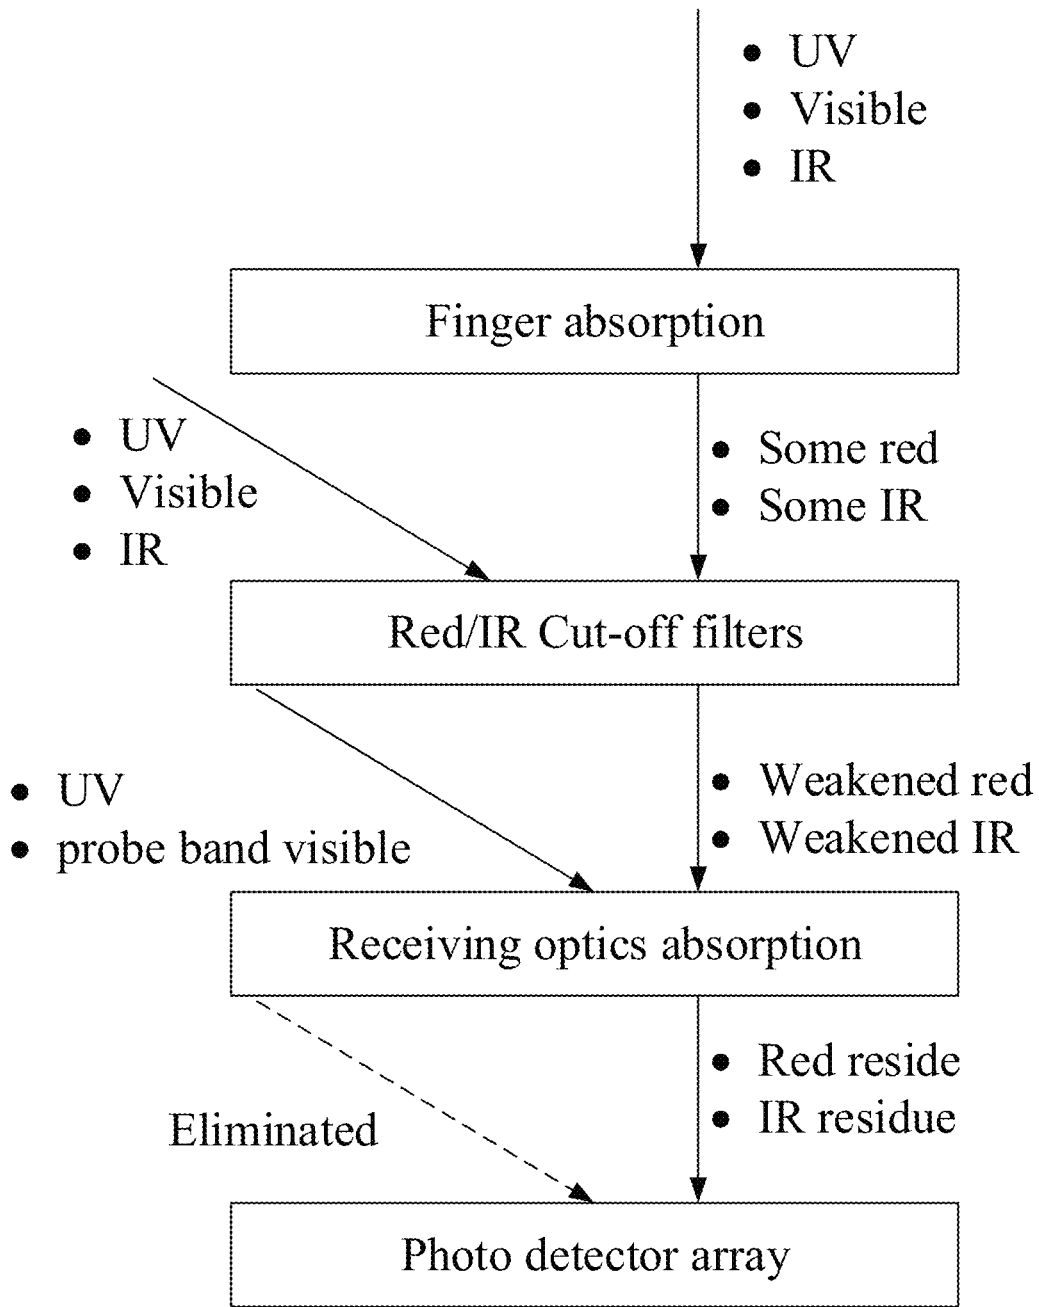 • UV
• Visible
• IR
Finger absorption
• UV
• Visible
• IR
• Some red
• Some IR
Red/IR Cut-off filters
• UV
• probe band visible
• Weakened red
• Weakened IR
Receiving optics absorption
Eliminated
• Red reside
• IR residue
Photo detector array